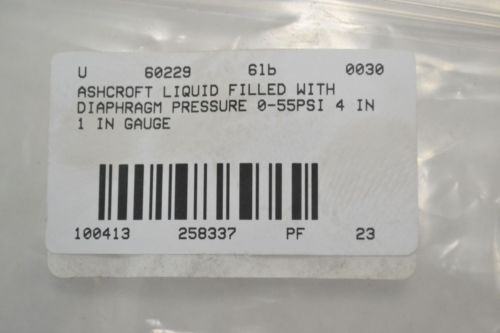 U 60229 61b 0030
ASHCROFT LIQUID FILLED WITH
DIAPHRAGM PRESSURE 0-55PSI 4 IN
1 IN GAUGE
100413 258337 PF 23